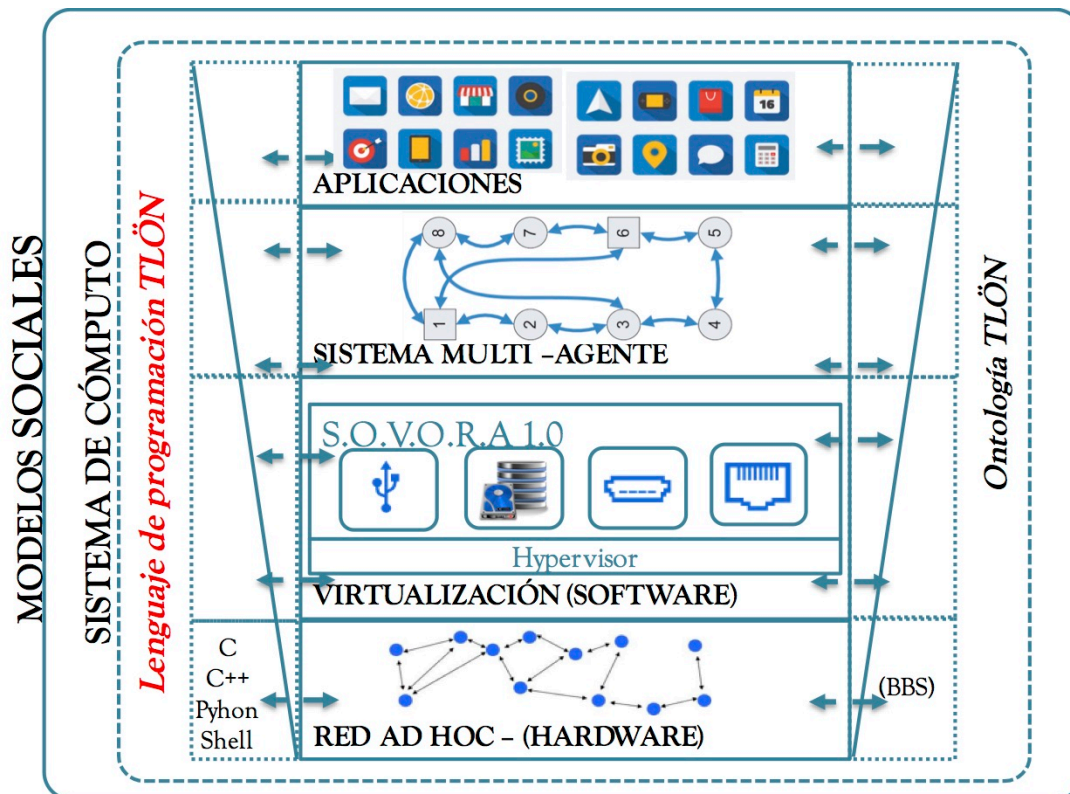 MODELOS SOCIALES
SISTEMA DE CÓMPUTO
Lenguaje de programación TLÖN
16
APLICACIONES
8
7
6
5
1
2
3
4
SISTEMA MULTI –AGENTE
S.O.V.O.R.A 1.0
Hypervisor
VIRTUALIZACIÓN (SOFTWARE)
C
C++
Pyhon
Shell
RED AD HOC – (HARDWARE)
(BBS)
Ontología TLÖN